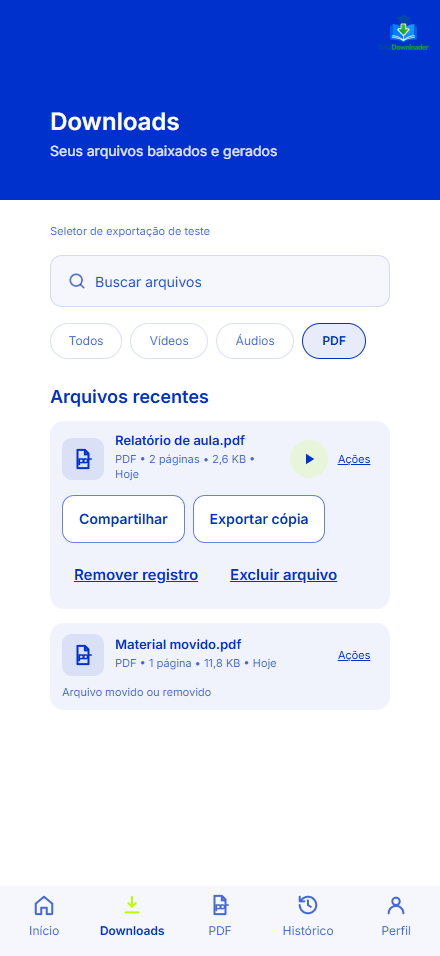 Downloader
Downloads
Seus arquivos baixados e gerados
Seletor de exportação de teste
Buscar arquivos
Todos
Vídeos
Áudios
PDF
Arquivos recentes
Relatório de aula.pdf
PDF • 2 páginas • 2,6 KB •
Hoje
Ações
Compartilhar
Exportar cópia
Remover registro
Excluir arquivo
Material movido.pdf
PDF • 1 página • 11,8 KB • Hoje
Ações
Arquivo movido ou removido
Início
Downloads
PDF
Histórico
Perfil